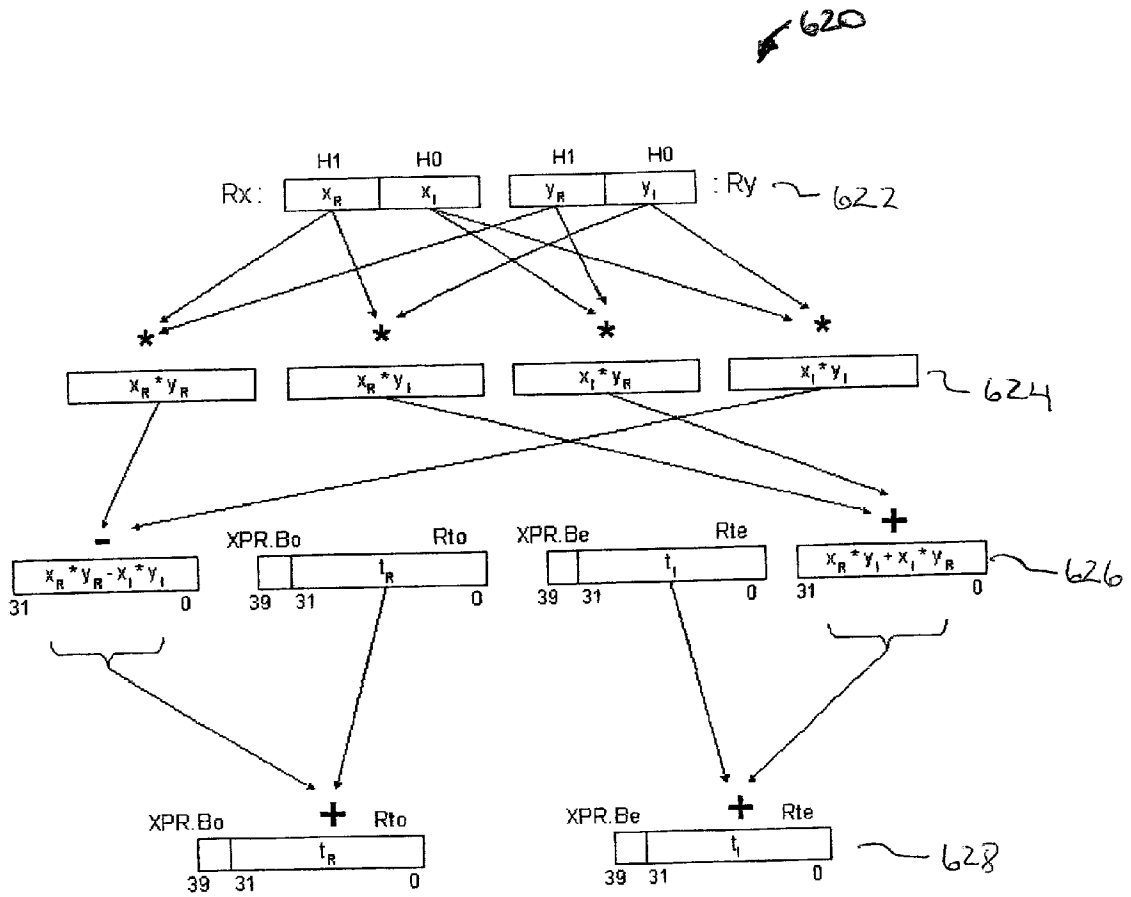 620
H1 H0 H1 H0
Rx: x_R x_I y_R y_I : Ry 622
* * * *
x_R * y_R x_R * y_I x_I * y_R x_I * y_I 624
- +
XPR.Bo Rto XPR.Be Rte
x_R * y_R - x_I * y_I t_R t_I x_R * y_I + x_I * y_R 626
31 0 39 31 0 39 31 0 31 0
+ +
XPR.Bo Rto XPR.Be Rte
t_R t_I 628
39 31 0 39 31 0